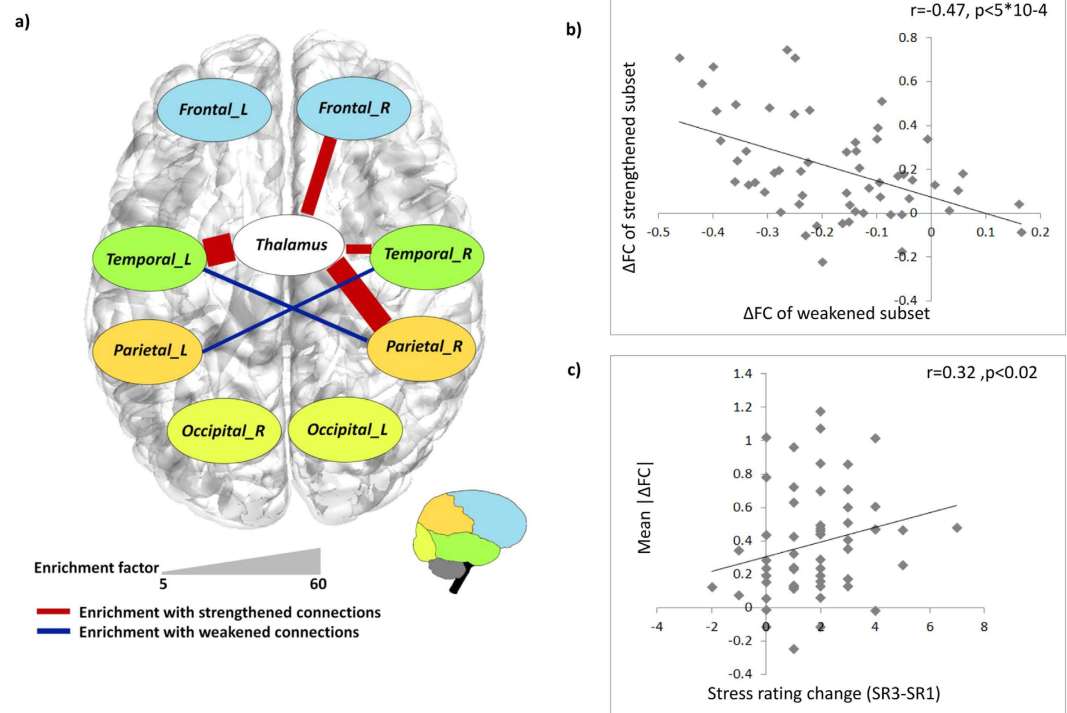 a)
Frontal_L
Frontal_R
Thalamus
Temporal_L
Temporal_R
Parietal_L
Parietal_R
Occipital_R
Occipital_L
Enrichment factor
5
60
Enrichment with strengthened connections
Enrichment with weakened connections
b)
r=-0.47, p<5*10-4
ΔFC of strengthened subset
0.8
0.6
0.4
0.2
0
-0.2
-0.4
-0.5 -0.4 -0.3 -0.2 -0.1 0 0.1 0.2
ΔFC of weakened subset
c)
r=0.32 ,p<0.02
Mean |ΔFC|
1.4
1.2
1
0.8
0.6
0.4
0.2
0
-0.2
-0.4
-4 -2 0 2 4 6 8
Stress rating change (SR3-SR1)